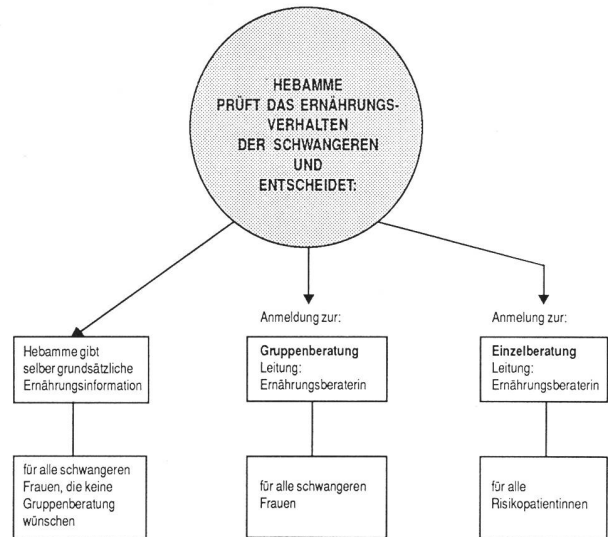 HEBAMME
PRÜFT DAS ERNÄHRUNGS-
VERHALTEN
DER SCHWANGEREN
UND
ENTSCHEIDET:
Hebamme gibt
selber grundsätzliche
Ernährungsinformation
für alle schwangeren
Frauen, die keine
Gruppenberatung
wünschen
Anmeldung zur:
Gruppenberatung
Leitung:
Ernährungsberaterin
für alle schwangeren
Frauen
Anmelung zur:
Einzelberatung
Leitung:
Ernährungsberaterin
für alle
Risikopatientinnen